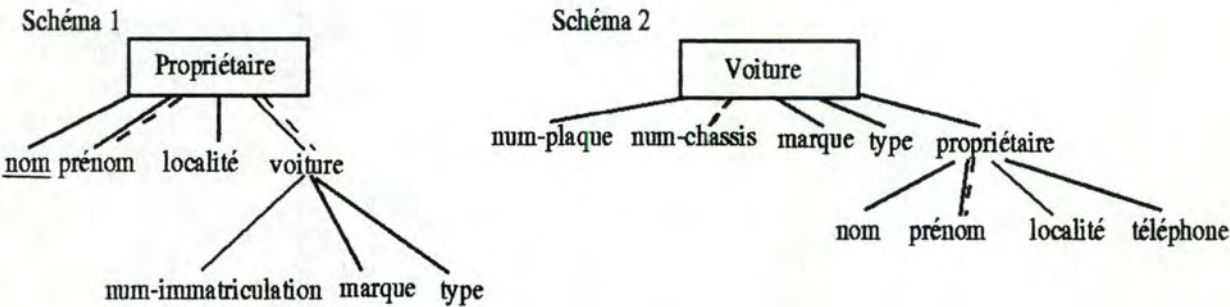 Schéma 1
Schéma 2
Propriétaire
Voiture
nom prénom localité voiture
num-plaque num-chassis marque type propriétaire
num-immatriculation marque type
nom prénom localité téléphone